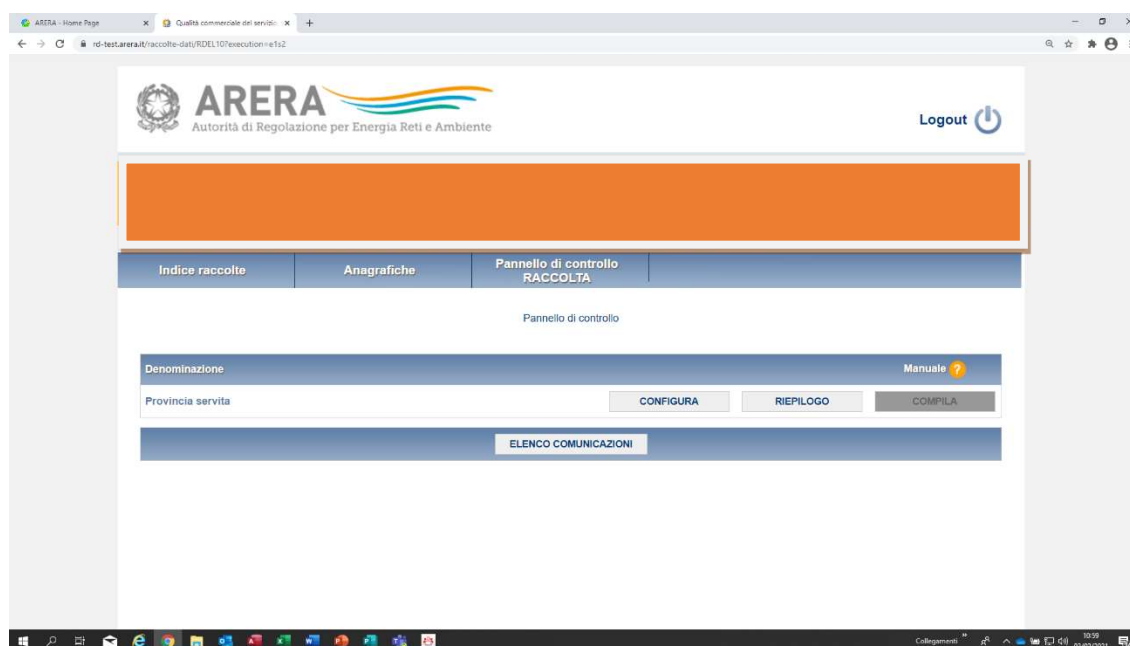 ARERA - Home Page
Qualità commerciale del servizi
rd-test.arera.it/raccolte-dati/RDEL10?execution=e1s2
ARERA
Autorità di Regolazione per Energia Reti e Ambiente
Logout
Indice raccolte
Anagrafiche
Pannello di controllo
RACCOLTA
Pannello di controllo
Denominazione
Manuale ?
Provincia servita
CONFIGURA
RIEPILOGO
COMPILA
ELENCO COMUNICAZIONI
Collegamenti
10:59